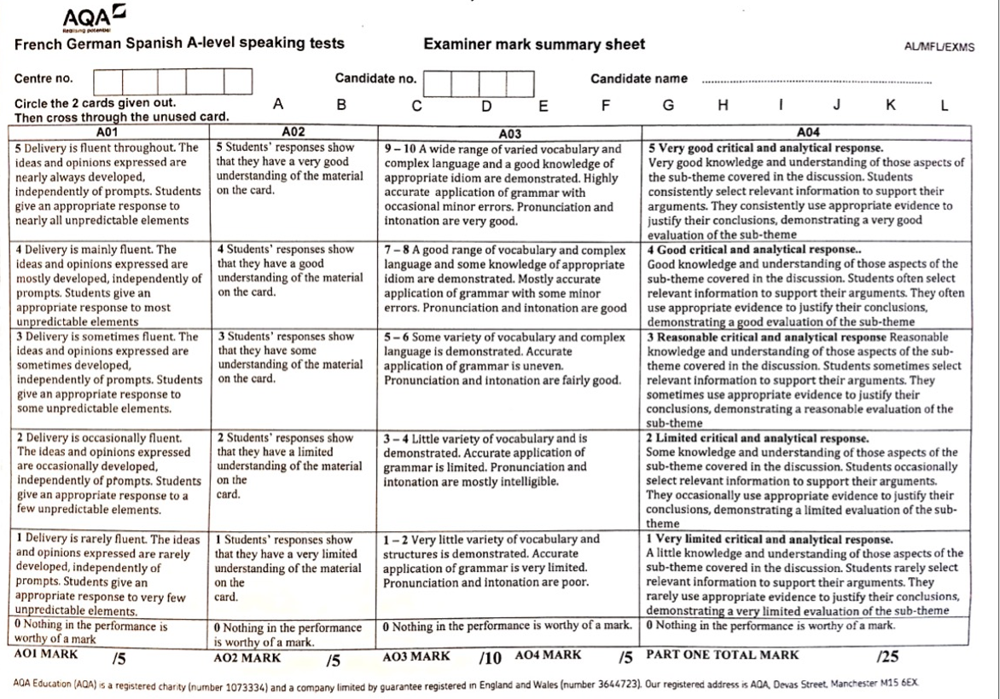 AQA
Realising potential
French German Spanish A-level speaking tests
Examiner mark summary sheet
AL/MFL/EXMS
Centre no.
Candidate no.
Candidate name ..............................
Circle the 2 cards given out.
Then cross through the unused card.
A B C D E F G H I J K L
A01
A02
A03
A04
5 Delivery is fluent throughout. The
ideas and opinions expressed are
nearly always developed,
independently of prompts. Students
give an appropriate response to
nearly all unpredictable elements
5 Students' responses show
that they have a very good
understanding of the material
on the card.
9 – 10 A wide range of varied vocabulary and
complex language and a good knowledge of
appropriate idiom are demonstrated. Highly
accurate application of grammar with
occasional minor errors. Pronunciation and
intonation are very good.
5 Very good critical and analytical response.
Very good knowledge and understanding of those aspects of
the sub-theme covered in the discussion. Students
consistently select relevant information to support their
arguments. They consistently use appropriate evidence to
justify their conclusions, demonstrating a very good
evaluation of the sub-theme
4 Delivery is mainly fluent. The
ideas and opinions expressed are
mostly developed, independently of
prompts. Students give an
appropriate response to most
unpredictable elements
4 Students' responses show
that they have a good
understanding of the material
on the card.
7 – 8 A good range of vocabulary and complex
language and some knowledge of appropriate
idiom are demonstrated. Mostly accurate
application of grammar with some minor
errors. Pronunciation and intonation are good
4 Good critical and analytical response..
Good knowledge and understanding of those aspects of the
sub-theme covered in the discussion. Students often select
relevant information to support their arguments. They often
use appropriate evidence to justify their conclusions,
demonstrating a good evaluation of the sub-theme
3 Delivery is sometimes fluent. The
ideas and opinions expressed are
sometimes developed,
independently of prompts. Students
give an appropriate response to
some unpredictable elements.
3 Students' responses show
that they have some
understanding of the material
on the card.
5 – 6 Some variety of vocabulary and complex
language is demonstrated. Accurate
application of grammar is uneven.
Pronunciation and intonation are fairly good.
3 Reasonable critical and analytical response Reasonable
knowledge and understanding of those aspects of the sub-
theme covered in the discussion. Students sometimes select
relevant information to support their arguments. They
sometimes use appropriate evidence to justify their
conclusions, demonstrating a reasonable evaluation of the
sub-theme
2 Delivery is occasionally fluent.
The ideas and opinions expressed
are occasionally developed,
independently of prompts. Students
give an appropriate response to a
few unpredictable elements.
2 Students' responses show
that they have a limited
understanding of the material
on the
card.
3 – 4 Little variety of vocabulary and is
demonstrated. Accurate application of
grammar is limited. Pronunciation and
intonation are mostly intelligible.
2 Limited critical and analytical response.
Some knowledge and understanding of those aspects of the
sub-theme covered in the discussion. Students occasionally
select relevant information to support their arguments.
They occasionally use appropriate evidence to justify their
conclusions, demonstrating a limited evaluation of the sub-
theme
1 Delivery is rarely fluent. The ideas
and opinions expressed are rarely
developed, independently of
prompts. Students give an
appropriate response to very few
unpredictable elements.
1 Students' responses show
that they have a very limited
understanding of the material
on the
card.
1 – 2 Very little variety of vocabulary and
structures is demonstrated. Accurate
application of grammar is very limited.
Pronunciation and intonation are poor.
1 Very limited critical and analytical response.
A little knowledge and understanding of those aspects of the
sub-theme covered in the discussion. Students rarely select
relevant information to support their arguments. They
rarely use appropriate evidence to justify their conclusions,
demonstrating a very limited evaluation of the sub-theme
0 Nothing in the performance is
worthy of a mark
0 Nothing in the performance
is worthy of a mark.
0 Nothing in the performance is worthy of a mark.
0 Nothing in the performance is worthy of a mark.
AO1 MARK /5
AO2 MARK /5
AO3 MARK /10
AO4 MARK /5
PART ONE TOTAL MARK /25
AQA Education (AQA) is a registered charity (number 1073334) and a company limited by guarantee registered in England and Wales (number 3644723). Our registered address is AQA, Devas Street, Manchester M15 6EX.